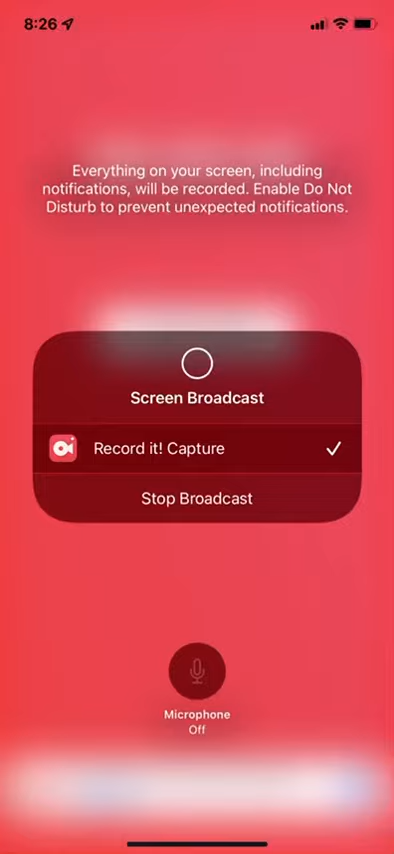 8:26
Everything on your screen, including
notifications, will be recorded. Enable Do Not
Disturb to prevent unexpected notifications.
Screen Broadcast
Record it! Capture
Stop Broadcast
Microphone
Off